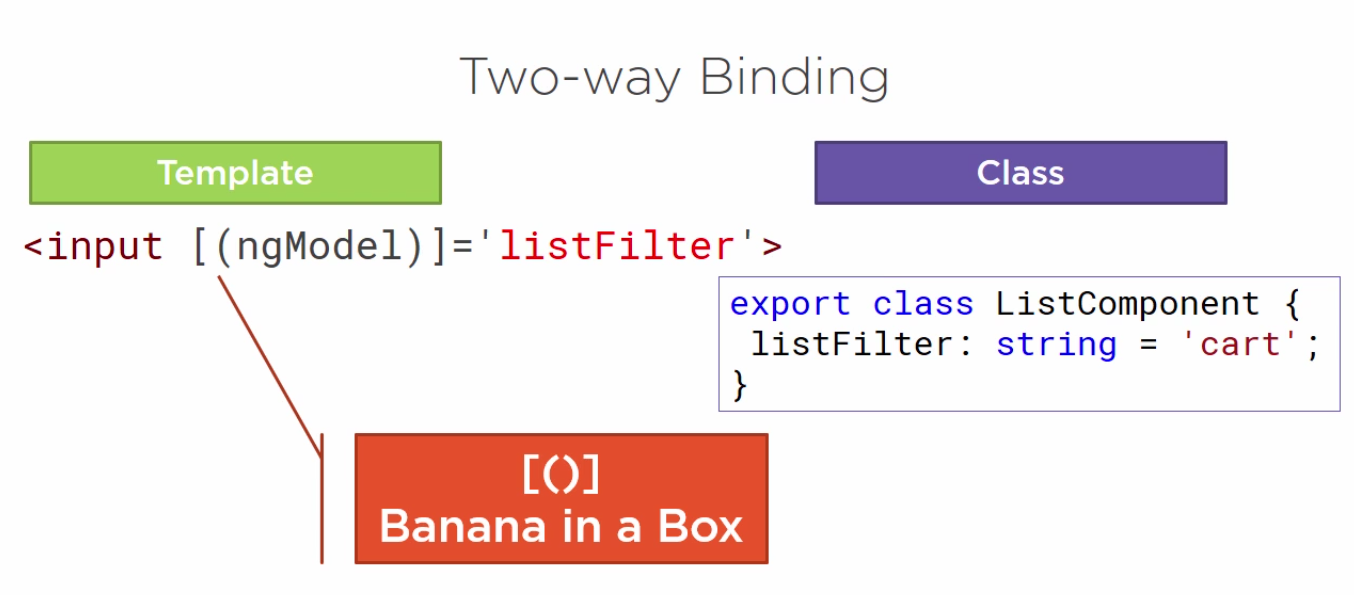 Two-way Binding
Template
Class
<input [(ngModel)]='listFilter'>
export class ListComponent {
listFilter: string = 'cart';
}
[()]
Banana in a Box